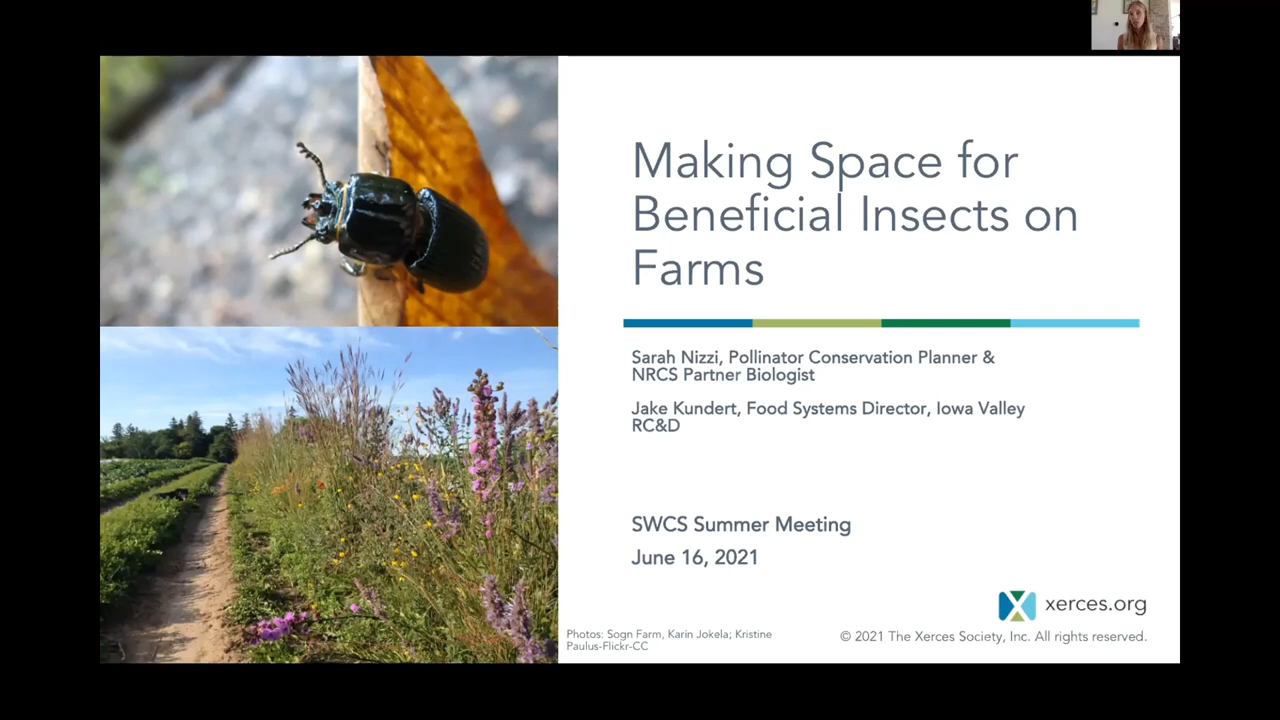 Making Space for
Beneficial Insects on
Farms
Sarah Nizzi, Pollinator Conservation Planner &
NRCS Partner Biologist
Jake Kundert, Food Systems Director, Iowa Valley
RC&D
SWCS Summer Meeting
June 16, 2021
xerces.org
Photos: Sogn Farm, Karin Jokela; Kristine
Paulus-Flickr-CC
© 2021 The Xerces Society, Inc. All rights reserved.